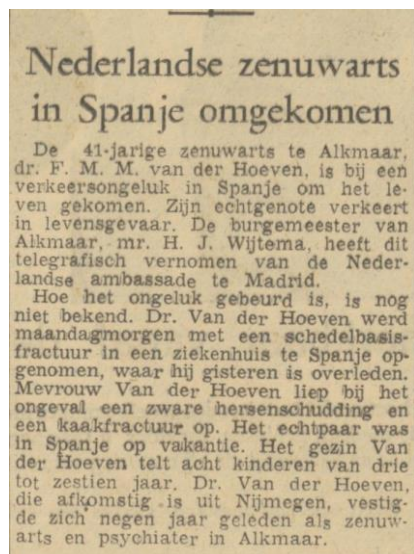 Nederlandse zenuwarts
in Spanje omgekomen
De 41-jarige zenuwarts te Alkmaar,
dr. F. M. M. van der Hoeven, is bij een
verkeersongeluk in Spanje om het le-
ven gekomen. Zijn echtgenote verkeert
in levensgevaar. De burgemeester van
Alkmaar, mr. H. J. Wijtema, heeft dit
telegrafisch vernomen van de Neder-
landse ambassade te Madrid.
Hoe het ongeluk gebeurd is, is nog
niet bekend. Dr. Van der Hoeven werd
maandagmorgen met een schedelbasis-
fractuur in een ziekenhuis te Spanje op-
genomen, waar hij gisteren is overleden.
Mevrouw Van der Hoeven liep bij het
ongeval een zware hersenschudding en
een kaakfractuur op. Het echtpaar was
in Spanje op vakantie. Het gezin Van
der Hoeven telt acht kinderen van drie
tot zestien jaar. Dr. Van der Hoeven,
die afkomstig is uit Nijmegen, vestig-
de zich negen jaar geleden als zenuw-
arts en psychiater in Alkmaar.